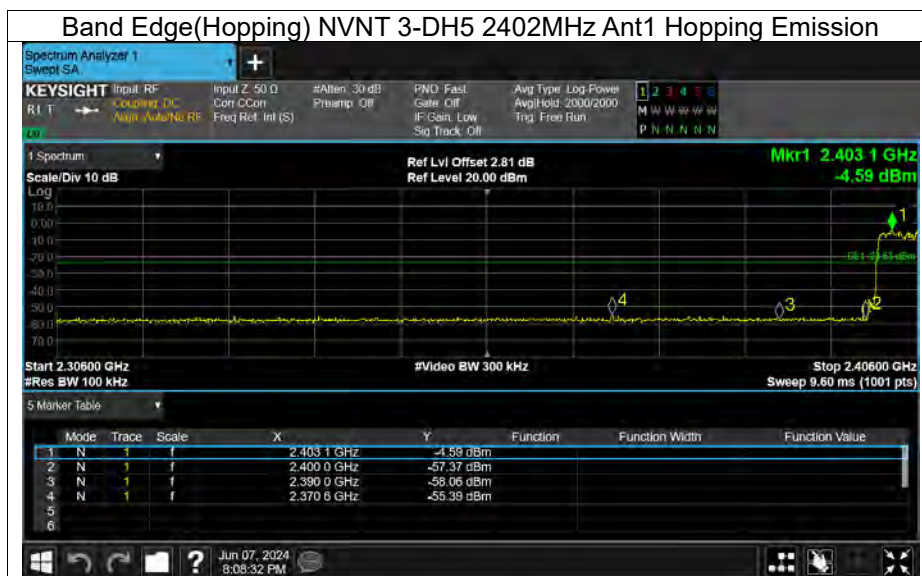 Band Edge(Hopping) NVNT 3-DH5 2402MHz Ant1 Hopping Emission
Spectrum Analyzer 1
Swept SA
+
KEYSIGHT Input: RF Input Z: 50 Ω #Atten: 30 dB PNO: Fast Avg Type: Log-Power 1 2 3 4 5 6
RL T Coupling: DC Corr CCorr Preamp: Off Gate: Off Avg|Hold: 2000/2000 M W W W W W
Align: Auto/No RF Freq Ref: Int (S) IF Gain: Low Trig: Free Run
Sig Track: Off P N N N N N
1 Spectrum Ref Lvl Offset 2.81 dB Mkr1 2.403 1 GHz
Scale/Div 10 dB Ref Level 20.00 dBm -4.59 dBm
Log
10.0
0.00
-10.0
-20.0
-30.0
-40.0
-50.0
-60.0
-70.0
1
4 3 2
Start 2.30600 GHz #Video BW 300 kHz Stop 2.40600 GHz
#Res BW 100 kHz Sweep 9.60 ms (1001 pts)
5 Marker Table
Mode Trace Scale X Y Function Function Width Function Value
1 N 1 f 2.403 1 GHz -4.59 dBm
2 N 1 f 2.400 0 GHz -57.37 dBm
3 N 1 f 2.390 0 GHz -58.06 dBm
4 N 1 f 2.370 6 GHz -55.39 dBm
5
6
? Jun 07, 2024
8:08:32 PM